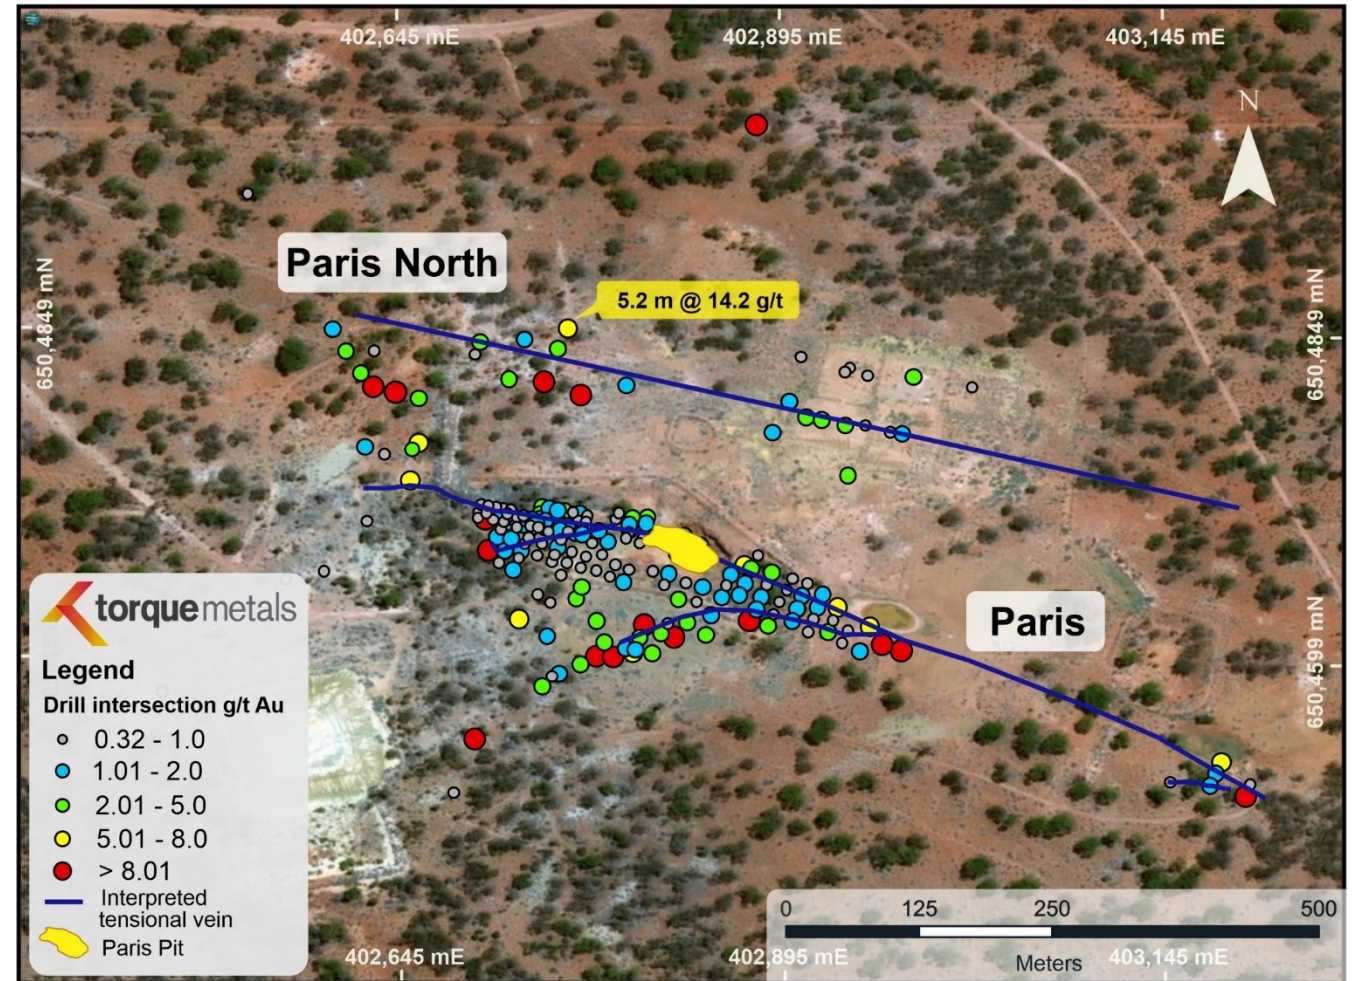 402,645 mE
402,895 mE
403,145 mE
N
Paris North
650,4849 mN
650,4849 mN
5.2 m @ 14.2 g/t
Paris
650,4599 mN
torquemetals
Legend
Drill intersection g/t Au
0.32 - 1.0
1.01 - 2.0
2.01 - 5.0
5.01 - 8.0
> 8.01
Interpreted
tensional vein
Paris Pit
0 125 250 500
Meters
402,645 mE
402,895 mE
403,145 mE